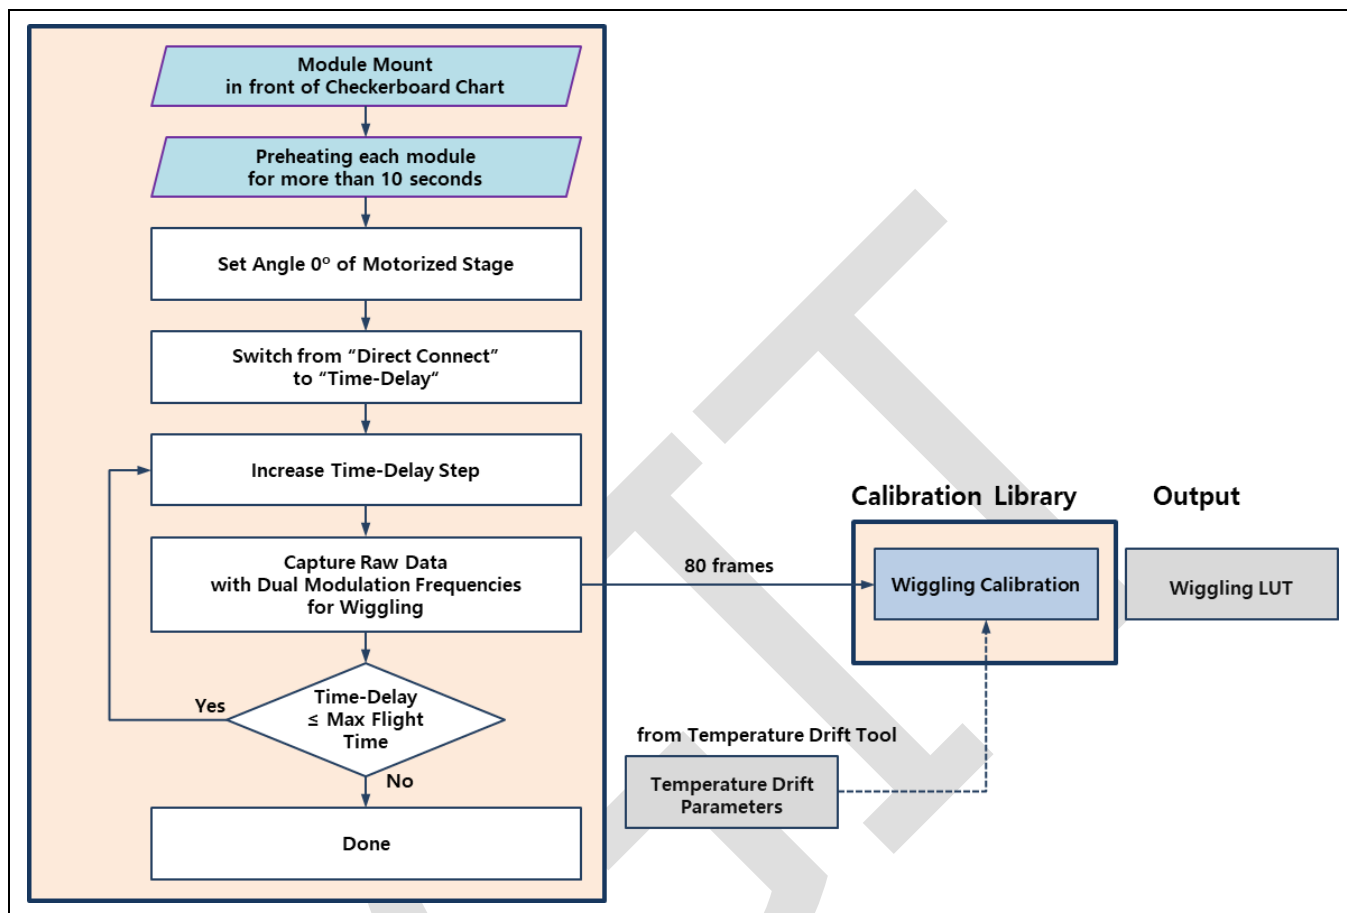 Module Mount
in front of Checkerboard Chart
Preheating each module
for more than 10 seconds
Set Angle 0º of Motorized Stage
Switch from “Direct Connect”
to “Time-Delay“
Increase Time-Delay Step
Capture Raw Data
with Dual Modulation Frequencies
for Wiggling
Yes
Time-Delay
≤ Max Flight
Time
No
Done
80 frames
Calibration Library
Wiggling Calibration
Output
Wiggling LUT
from Temperature Drift Tool
Temperature Drift
Parameters